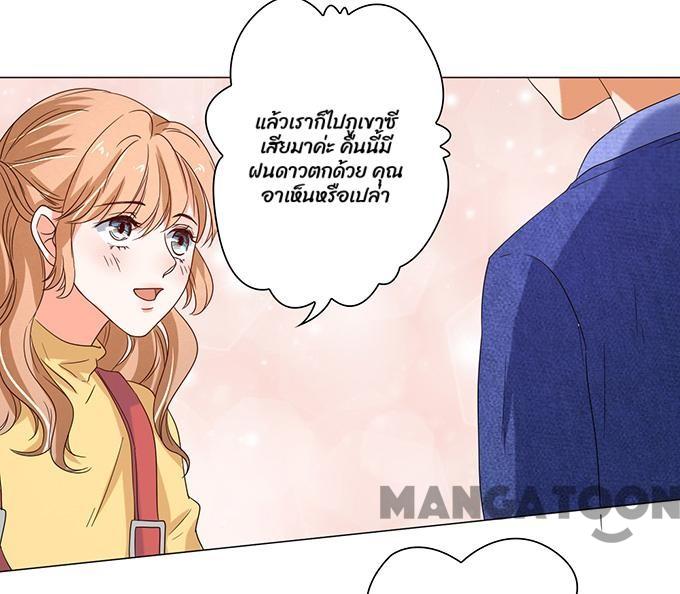 แล้วเราก็ไปภูเขาซี
เสียมาค่ะ คืนนี้มี
ฝนดาวตกด้วย คุณ
อาเห็นหรือเปล่า
MANGATOON